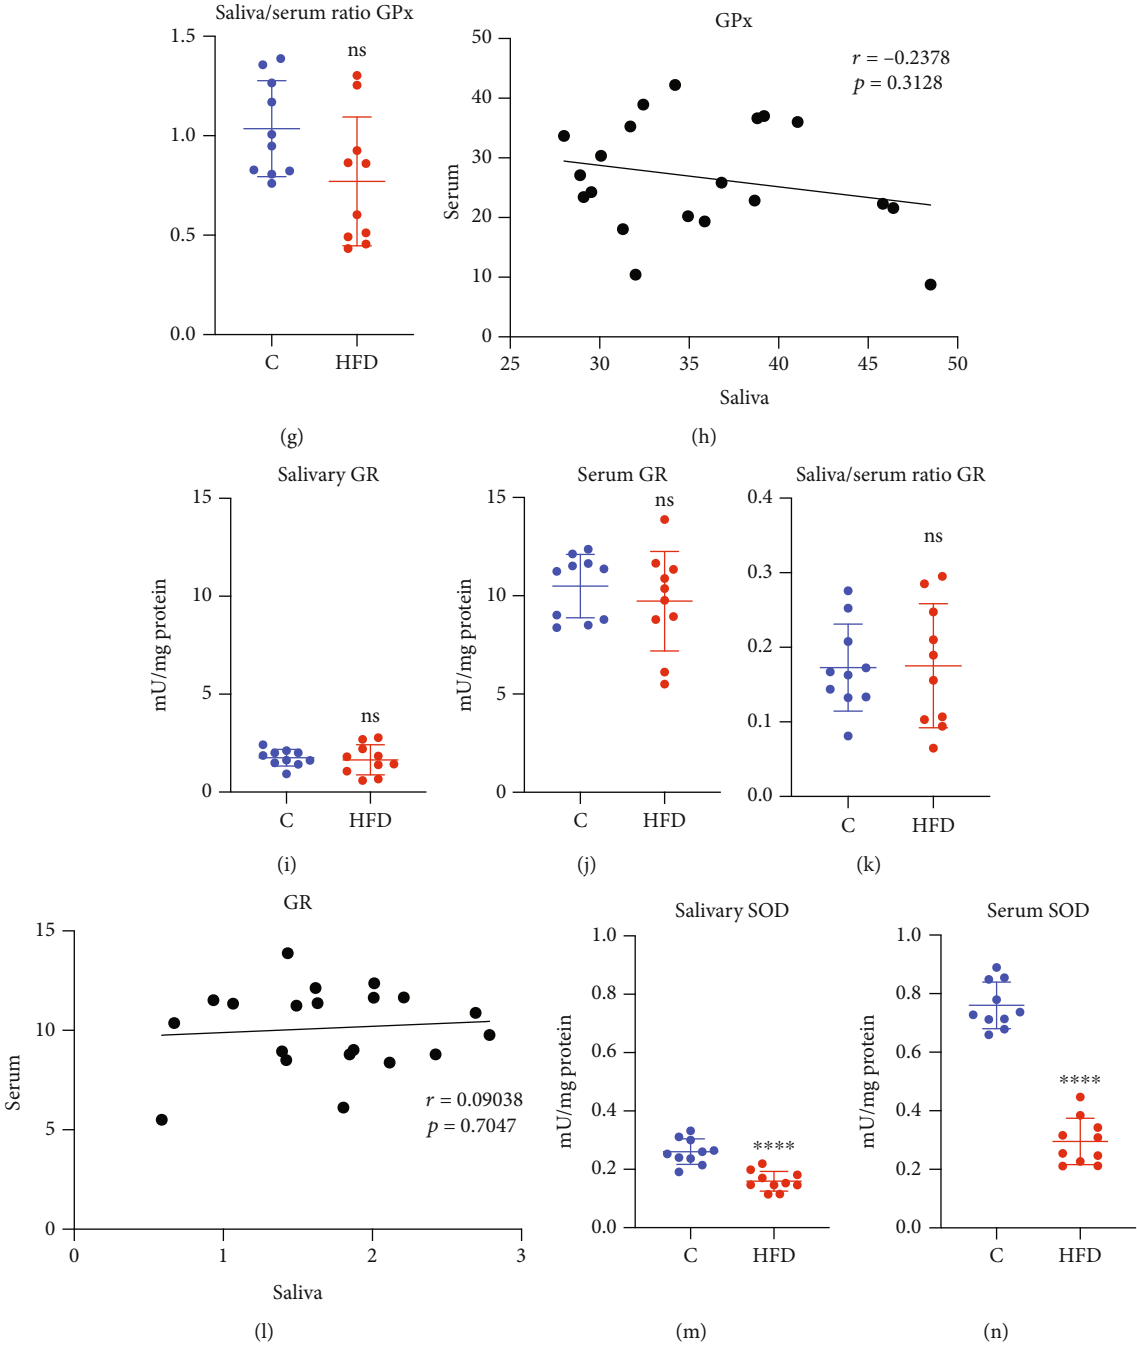 Saliva/serum ratio GPx
1.5
1.0
0.5
0.0
ns
C
HFD
(g)
GPx
r = –0.2378
p = 0.3128
Serum
50
40
30
20
10
0
25
30
35
40
45
50
Saliva
(h)
Salivary GR
mU/mg protein
15
10
5
0
ns
C
HFD
(i)
Serum GR
ns
mU/mg protein
15
10
5
0
C
HFD
(j)
Saliva/serum ratio GR
0.4
0.3
0.2
0.1
0.0
ns
C
HFD
(k)
GR
Serum
15
10
5
0
r = 0.09038
p = 0.7047
0
1
2
3
Saliva
(l)
Salivary SOD
mU/mg protein
1.0
0.8
0.6
0.4
0.2
0.0
****
C
HFD
(m)
Serum SOD
mU/mg protein
1.0
0.8
0.6
0.4
0.2
0.0
****
C
HFD
(n)